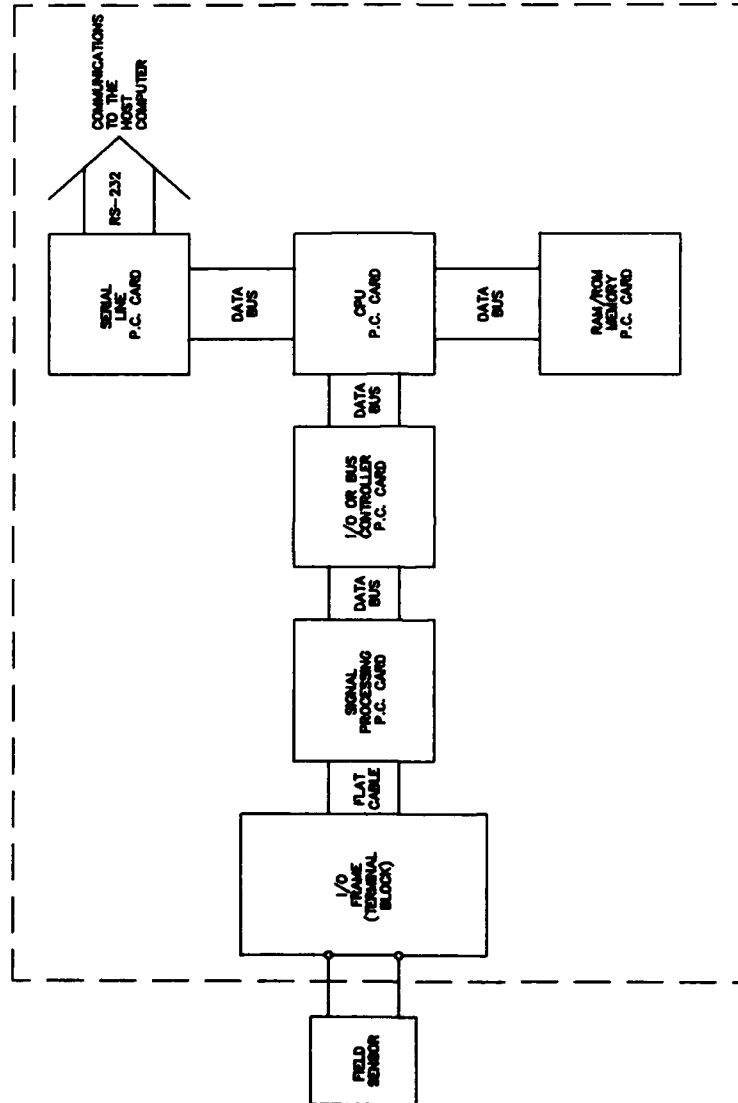 FIELD
SENSOR
I/O
FRAME
(TERMINAL
BLOCK)
FLAT
CABLE
SIGNAL
PROCESSING
P.C. CARD
DATA
BUS
I/O OR BUS
CONTROLLER
P.C. CARD
DATA
BUS
SERIAL
LINE
P.C. CARD
RS-232
COMMUNICATIONS
TO THE
HOST
COMPUTER
DATA
BUS
CPU
P.C. CARD
DATA
BUS
RAM/ROM
MEMORY
P.C. CARD